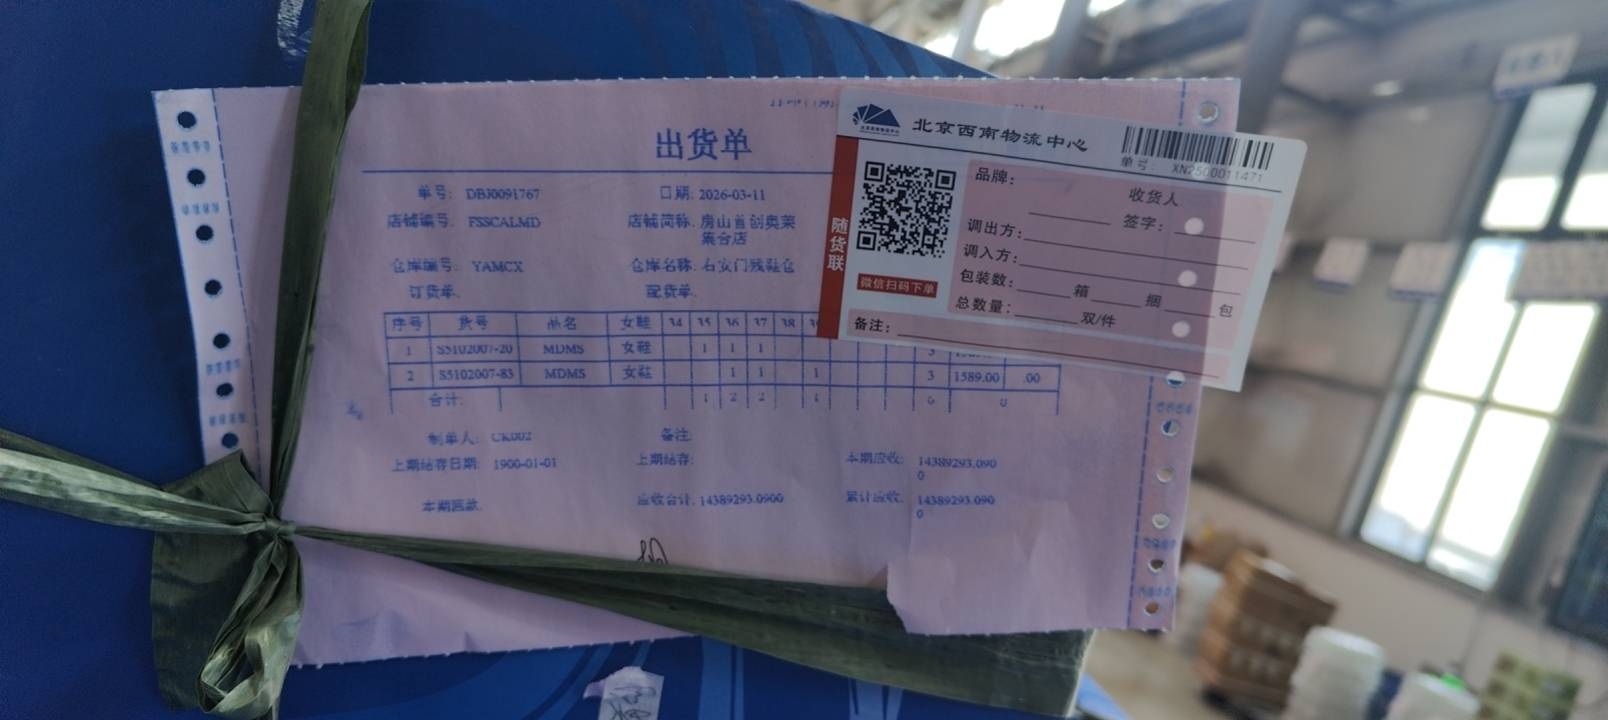 出货单
单号: DBJ0091767 日期: 2026-03-11
店铺编号: FSSCALMD 店铺简称: 房山首创奥莱
集合店
仓库编号: YAMCX 仓库名称: 右安门残鞋仓
订货单: 配货单:
序号 货号 品名 女鞋 34 35 36 37 38
1 S5102007-20 MDMS 女鞋 1 1 1 3
2 S5102007-83 MDMS 女鞋 1 1 1 3 1589.00 .00
合计: 1 2 2 1 6 0
制单人: CK002 备注:
上期结存日期: 1900-01-01 上期结存: 本期应收: 14389293.090
0
本期回款: 应收合计: 14389293.0900 累计应收: 14389293.090
0
北京西南物流中心
单号: XN2500011471
随货联
微信扫码下单
品牌: 收货人
签字:
调出方:
调入方:
包装数: 箱 捆 包
总数量: 双/件
备注: